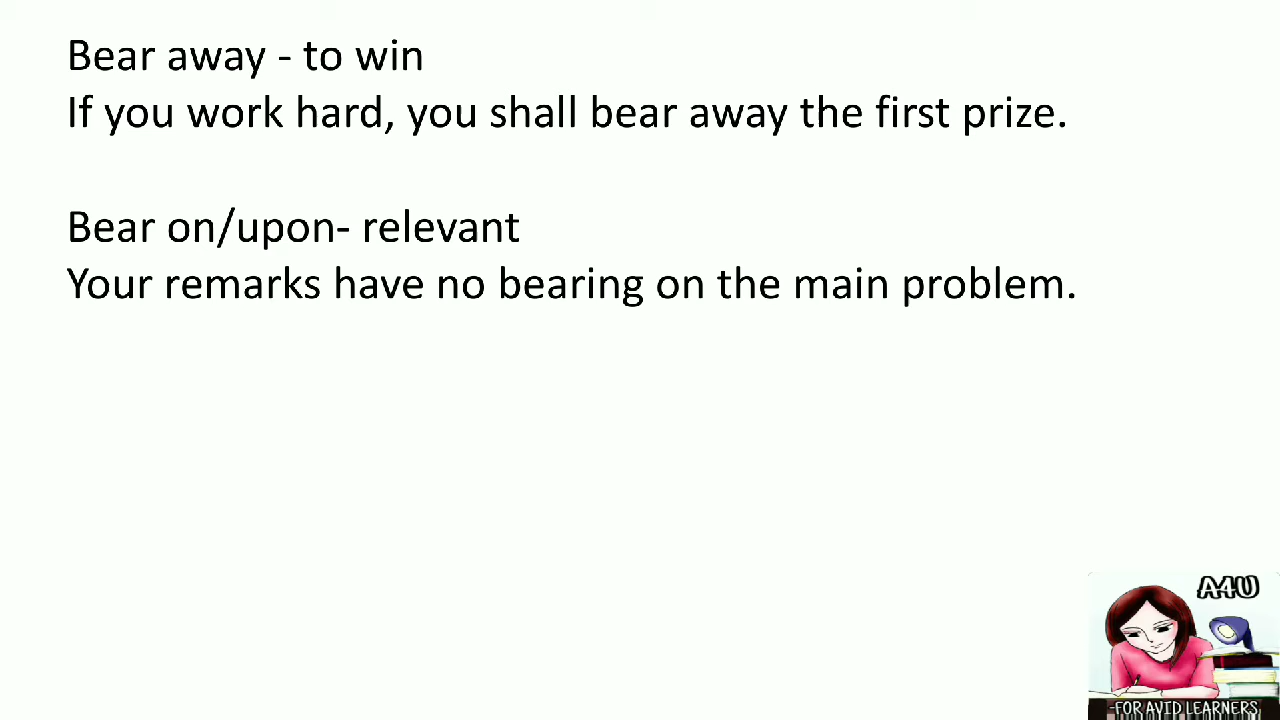 Bear away - to win
If you work hard, you shall bear away the first prize.
Bear on/upon- relevant
Your remarks have no bearing on the main problem.
A4U
-FOR AVID LEARNERS